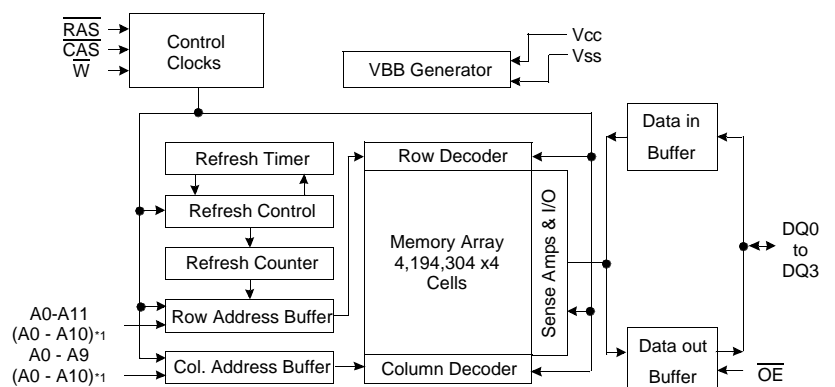 RAS
CAS
W
Control
Clocks
VBB Generator
Vcc
Vss
Data in
Buffer
Refresh Timer
Row Decoder
Refresh Control
Refresh Counter
Memory Array
4,194,304 x4
Cells
Sense Amps & I/O
DQ0
to
DQ3
A0-A11
(A0 - A10)*1
Row Address Buffer
A0 - A9
(A0 - A10)*1
Col. Address Buffer
Column Decoder
Data out
Buffer
OE